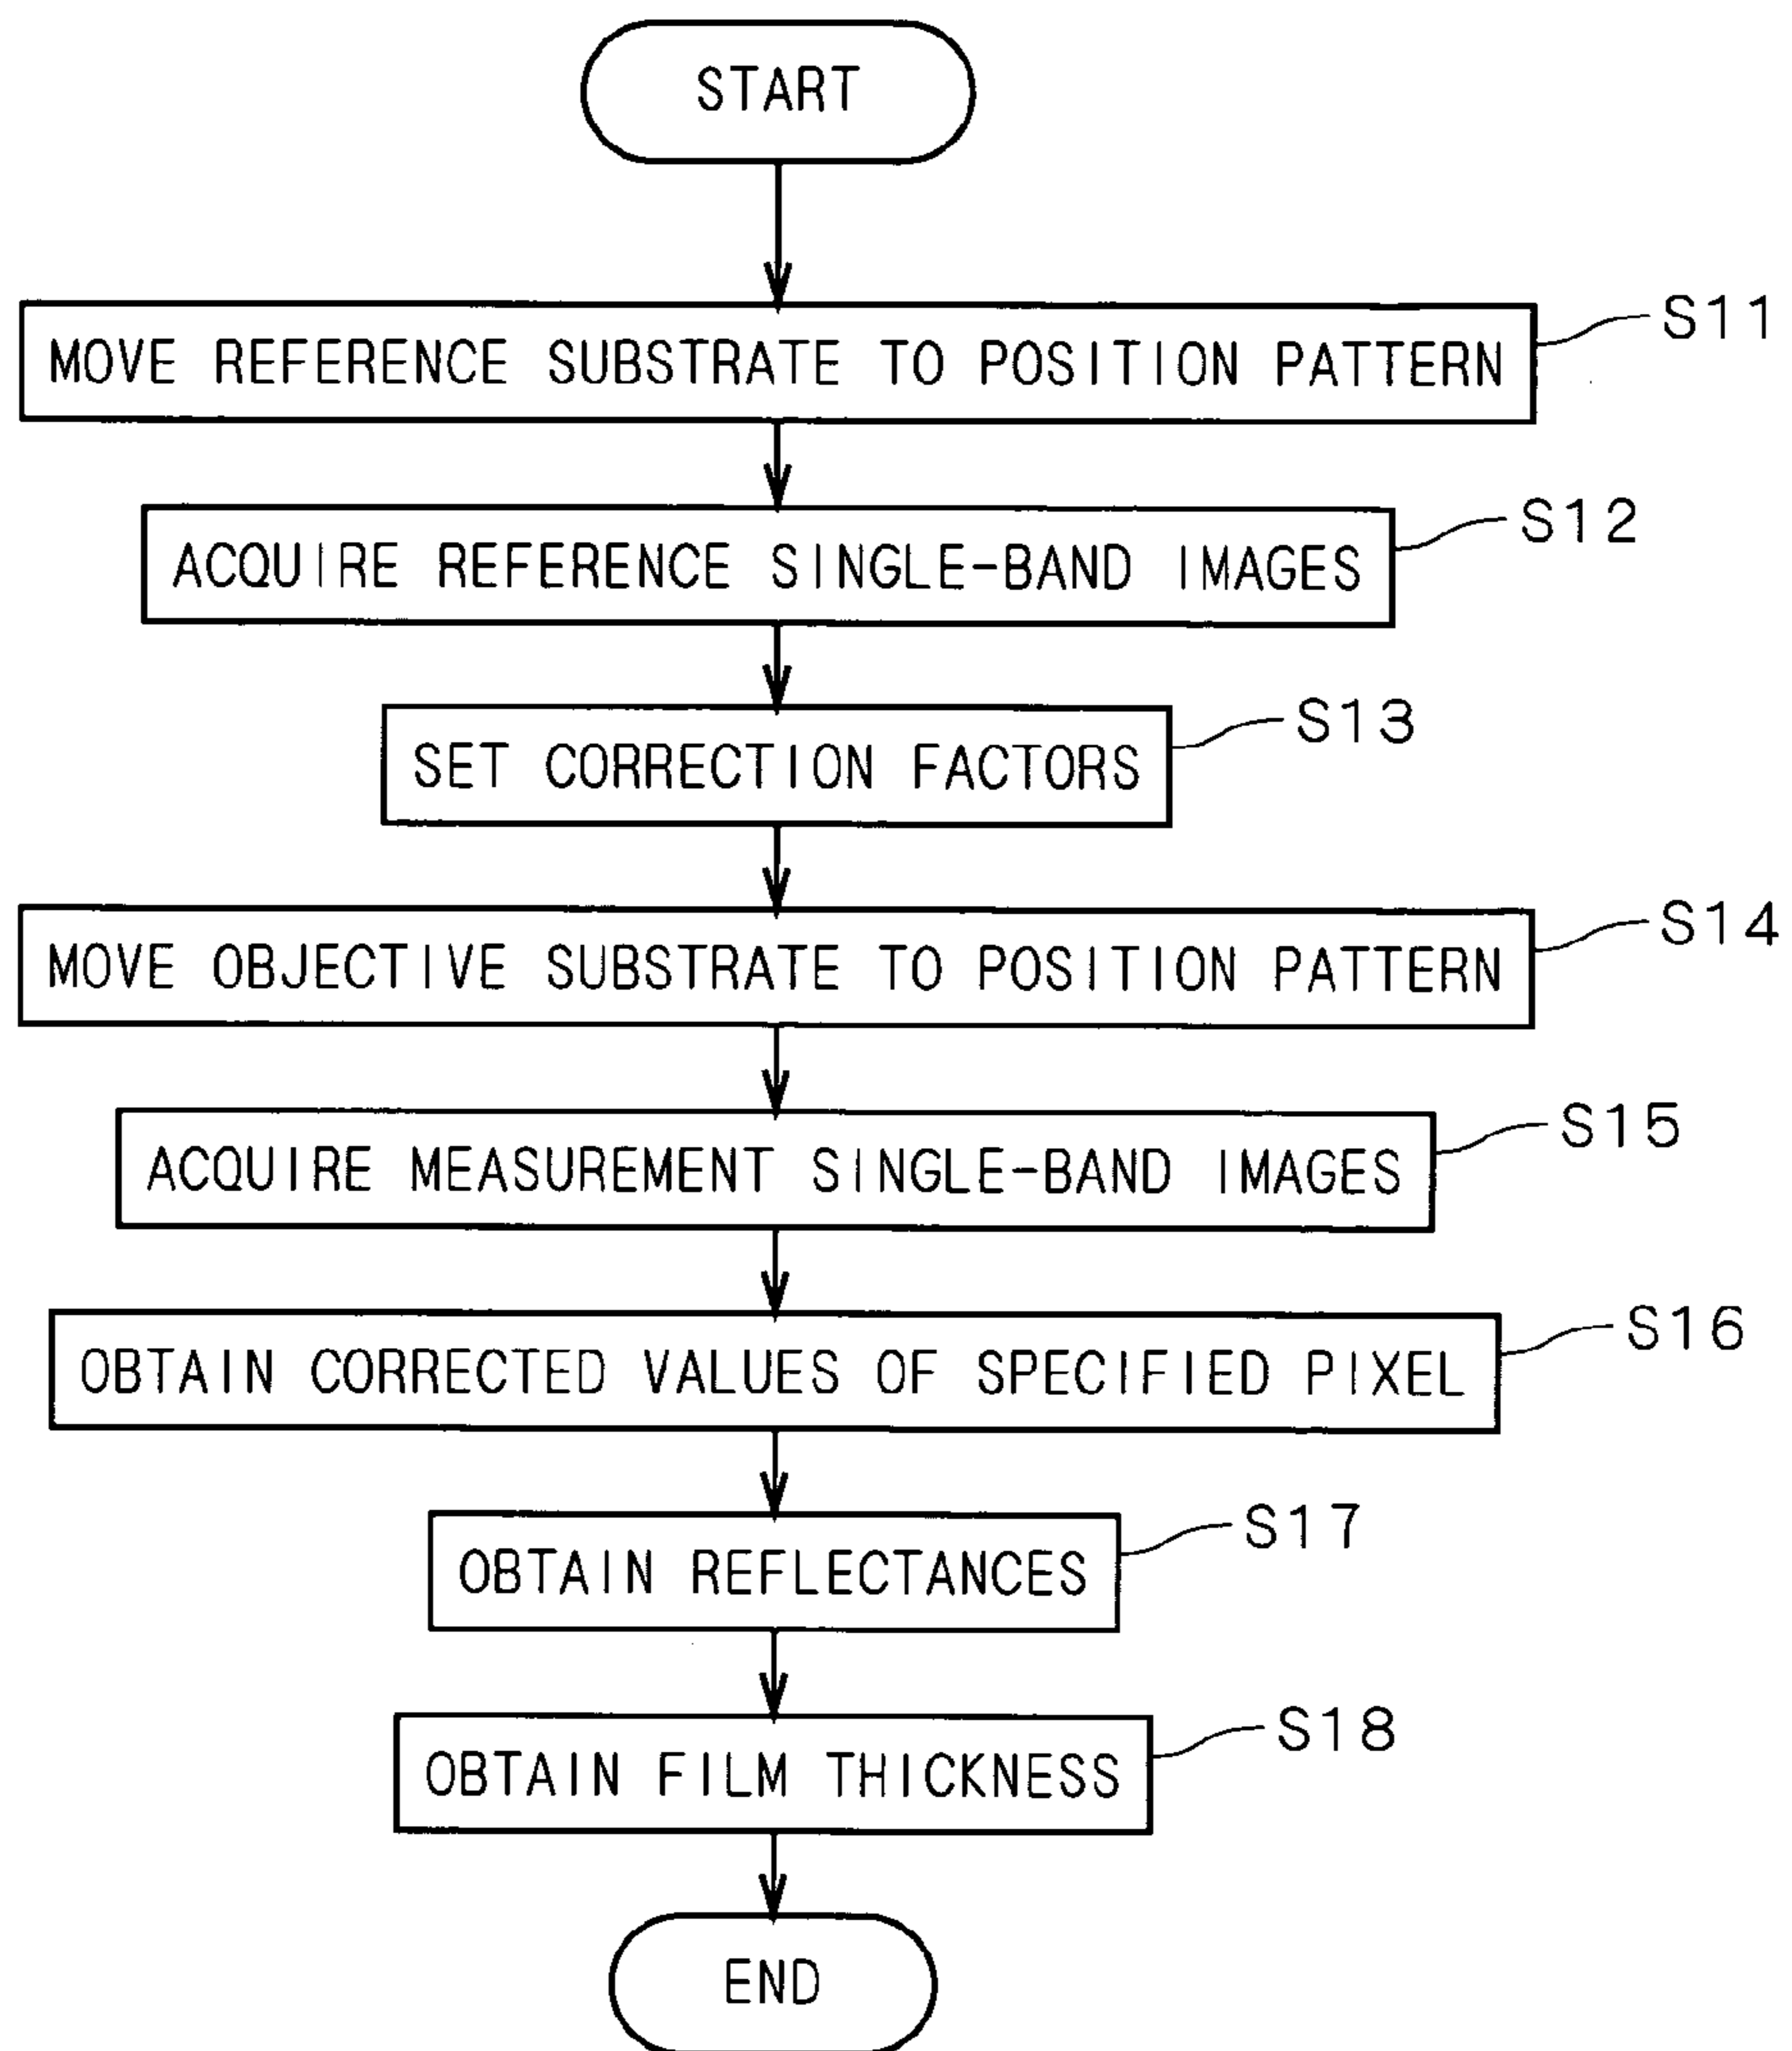 START
MOVE REFERENCE SUBSTRATE TO POSITION PATTERN
S11
ACQUIRE REFERENCE SINGLE-BAND IMAGES
S12
SET CORRECTION FACTORS
S13
MOVE OBJECTIVE SUBSTRATE TO POSITION PATTERN
S14
ACQUIRE MEASUREMENT SINGLE-BAND IMAGES
S15
OBTAIN CORRECTED VALUES OF SPECIFIED PIXEL
S16
OBTAIN REFLECTANCES
S17
OBTAIN FILM THICKNESS
S18
END